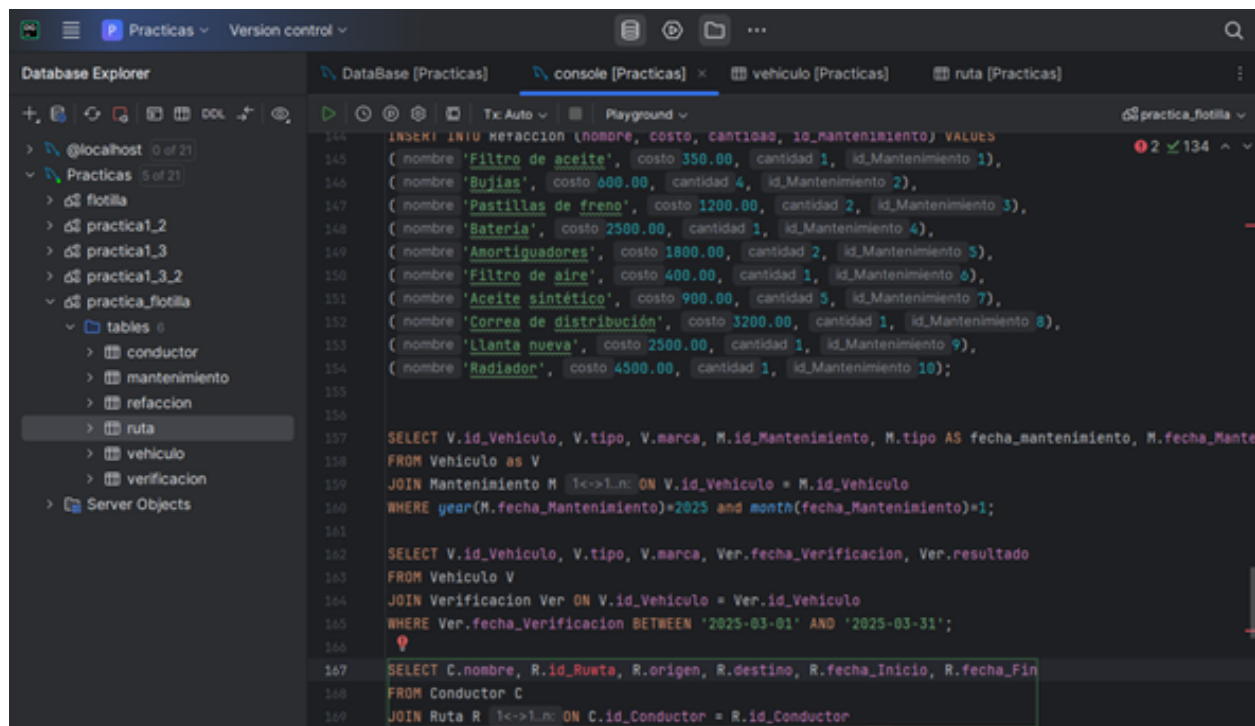 P Practicas Version control
Database Explorer
DataBase [Practicas] console [Practicas] × vehiculo [Practicas] ruta [Practicas]
DDL Tx: Auto Playground practica_flotilla
@localhost 0 of 21
Practicas 5 of 21
flotilla
practica1_2
practica1_3
practica1_3_2
practica_flotilla
tables 6
conductor
mantenimiento
refaccion
ruta
vehiculo
verificacion
Server Objects
2 134
144 INSERT INTO Refaccion (nombre, costo, cantidad, id_Mantenimiento) VALUES
145 ( nombre 'Filtro de aceite', costo 350.00, cantidad 1, id_Mantenimiento 1),
146 ( nombre 'Bujías', costo 600.00, cantidad 4, id_Mantenimiento 2),
147 ( nombre 'Pastillas de freno', costo 1200.00, cantidad 2, id_Mantenimiento 3),
148 ( nombre 'Batería', costo 2500.00, cantidad 1, id_Mantenimiento 4),
149 ( nombre 'Amortiguadores', costo 1800.00, cantidad 2, id_Mantenimiento 5),
150 ( nombre 'Filtro de aire', costo 400.00, cantidad 1, id_Mantenimiento 6),
151 ( nombre 'Aceite sintético', costo 900.00, cantidad 5, id_Mantenimiento 7),
152 ( nombre 'Correa de distribución', costo 3200.00, cantidad 1, id_Mantenimiento 8),
153 ( nombre 'Llanta nueva', costo 2500.00, cantidad 1, id_Mantenimiento 9),
154 ( nombre 'Radiador', costo 4500.00, cantidad 1, id_Mantenimiento 10);
155
156
157 SELECT V.id_Vehiculo, V.tipo, V.marca, M.id_Mantenimiento, M.tipo AS fecha_mantenimiento, M.fecha_Mante
158 FROM Vehiculo as V
159 JOIN Mantenimiento M 1<->1..n: ON V.id_Vehiculo = M.id_Vehiculo
160 WHERE year(M.fecha_Mantenimiento)=2025 and month(fecha_Mantenimiento)=1;
161
162 SELECT V.id_Vehiculo, V.tipo, V.marca, Ver.fecha_Verificacion, Ver.resultado
163 FROM Vehiculo V
164 JOIN Verificacion Ver ON V.id_Vehiculo = Ver.id_Vehiculo
165 WHERE Ver.fecha_Verificacion BETWEEN '2025-03-01' AND '2025-03-31';
166
167 SELECT C.nombre, R.id_Ruwta, R.origen, R.destino, R.fecha_Inicio, R.fecha_Fin
168 FROM Conductor C
169 JOIN Ruta R 1<->1..n: ON C.id_Conductor = R.id_Conductor